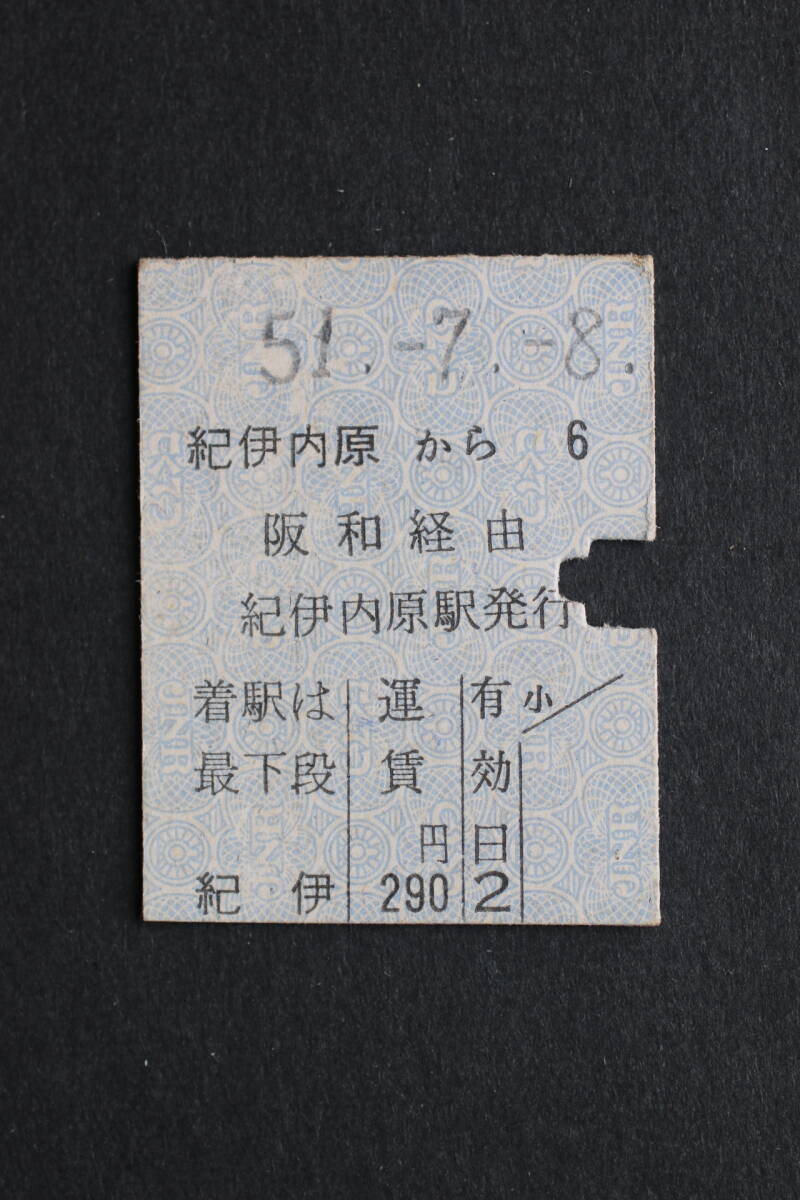 51.-7.-8.
紀伊内原 から 6
阪和経由
紀伊内原駅発行
着駅は 運 有 小
最下段 賃 効
円 日
紀伊 290 2